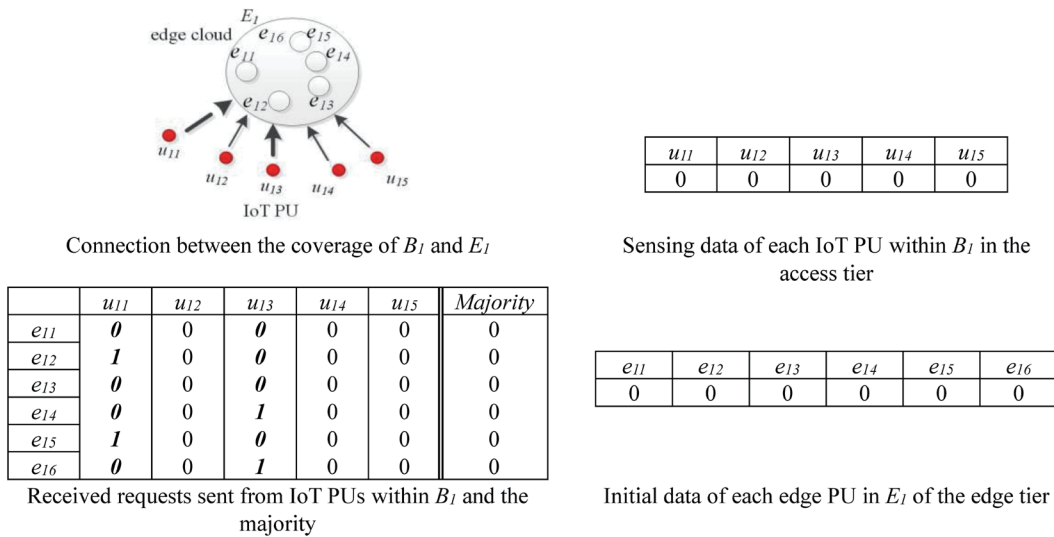 E1
edge cloud
e16 e15
e11 e14
e12 e13
u11
u12 u13 u14 u15
IoT PU
Connection between the coverage of B1 and E1
u11 u12 u13 u14 u15
0 0 0 0 0
Sensing data of each IoT PU within B1 in the
access tier
u11 u12 u13 u14 u15 Majority
e11 0 0 0 0 0 0
e12 1 0 0 0 0 0
e13 0 0 0 0 0 0
e14 0 0 1 0 0 0
e15 1 0 0 0 0 0
e16 0 0 1 0 0 0
Received requests sent from IoT PUs within B1 and the
majority
e11 e12 e13 e14 e15 e16
0 0 0 0 0 0
Initial data of each edge PU in E1 of the edge tier